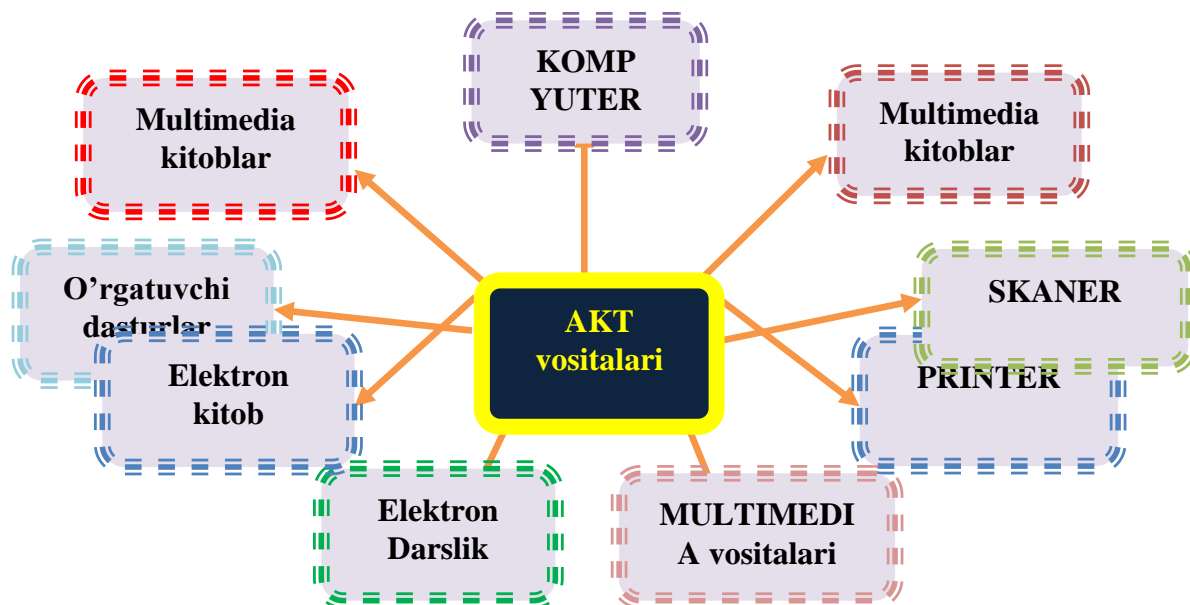 KOMP
YUTER
Multimedia
kitoblar
Multimedia
kitoblar
O’rgatuvchi
dasturlar
SKANER
AKT
vositalari
Elektron
kitob
PRINTER
Elektron
Darslik
MULTIMEDI
A vositalari